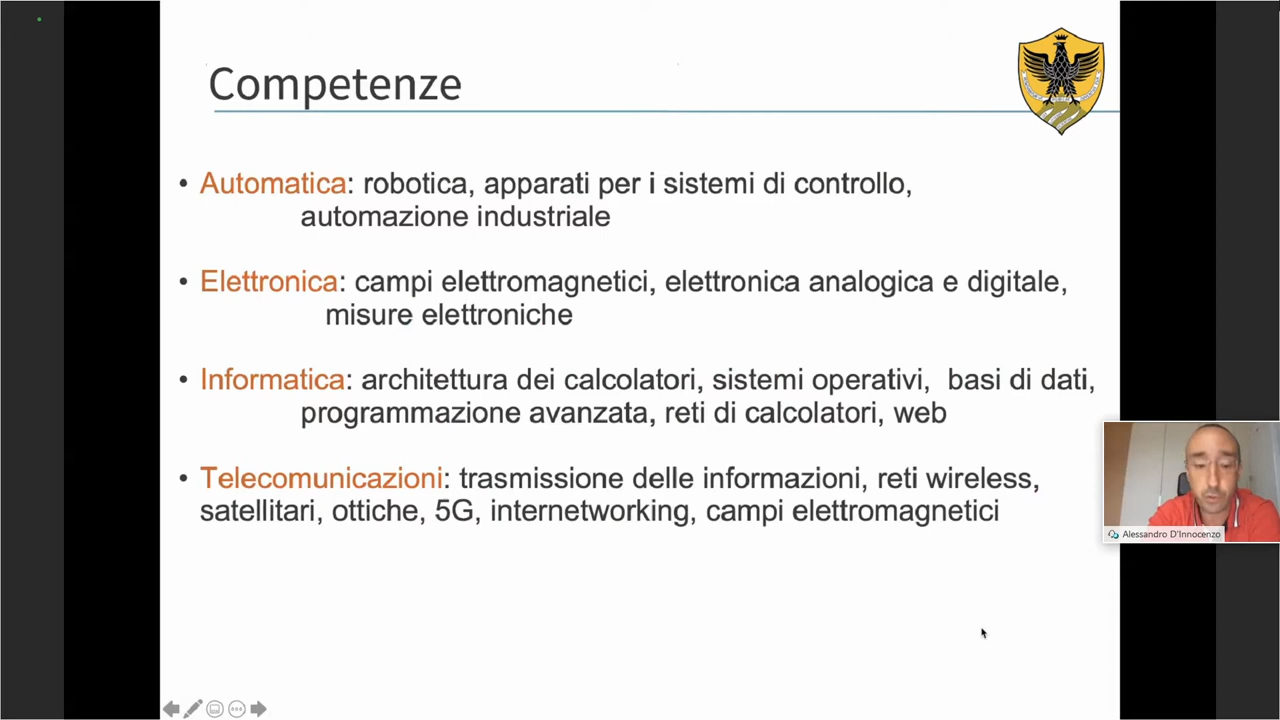 Competenze
• Automatica: robotica, apparati per i sistemi di controllo,
automazione industriale
• Elettronica: campi elettromagnetici, elettronica analogica e digitale,
misure elettroniche
• Informatica: architettura dei calcolatori, sistemi operativi,  basi di dati,
programmazione avanzata, reti di calcolatori, web
• Telecomunicazioni: trasmissione delle informazioni, reti wireless,
satellitari, ottiche, 5G, internetworking, campi elettromagnetici
Alessandro D'Innocenzo